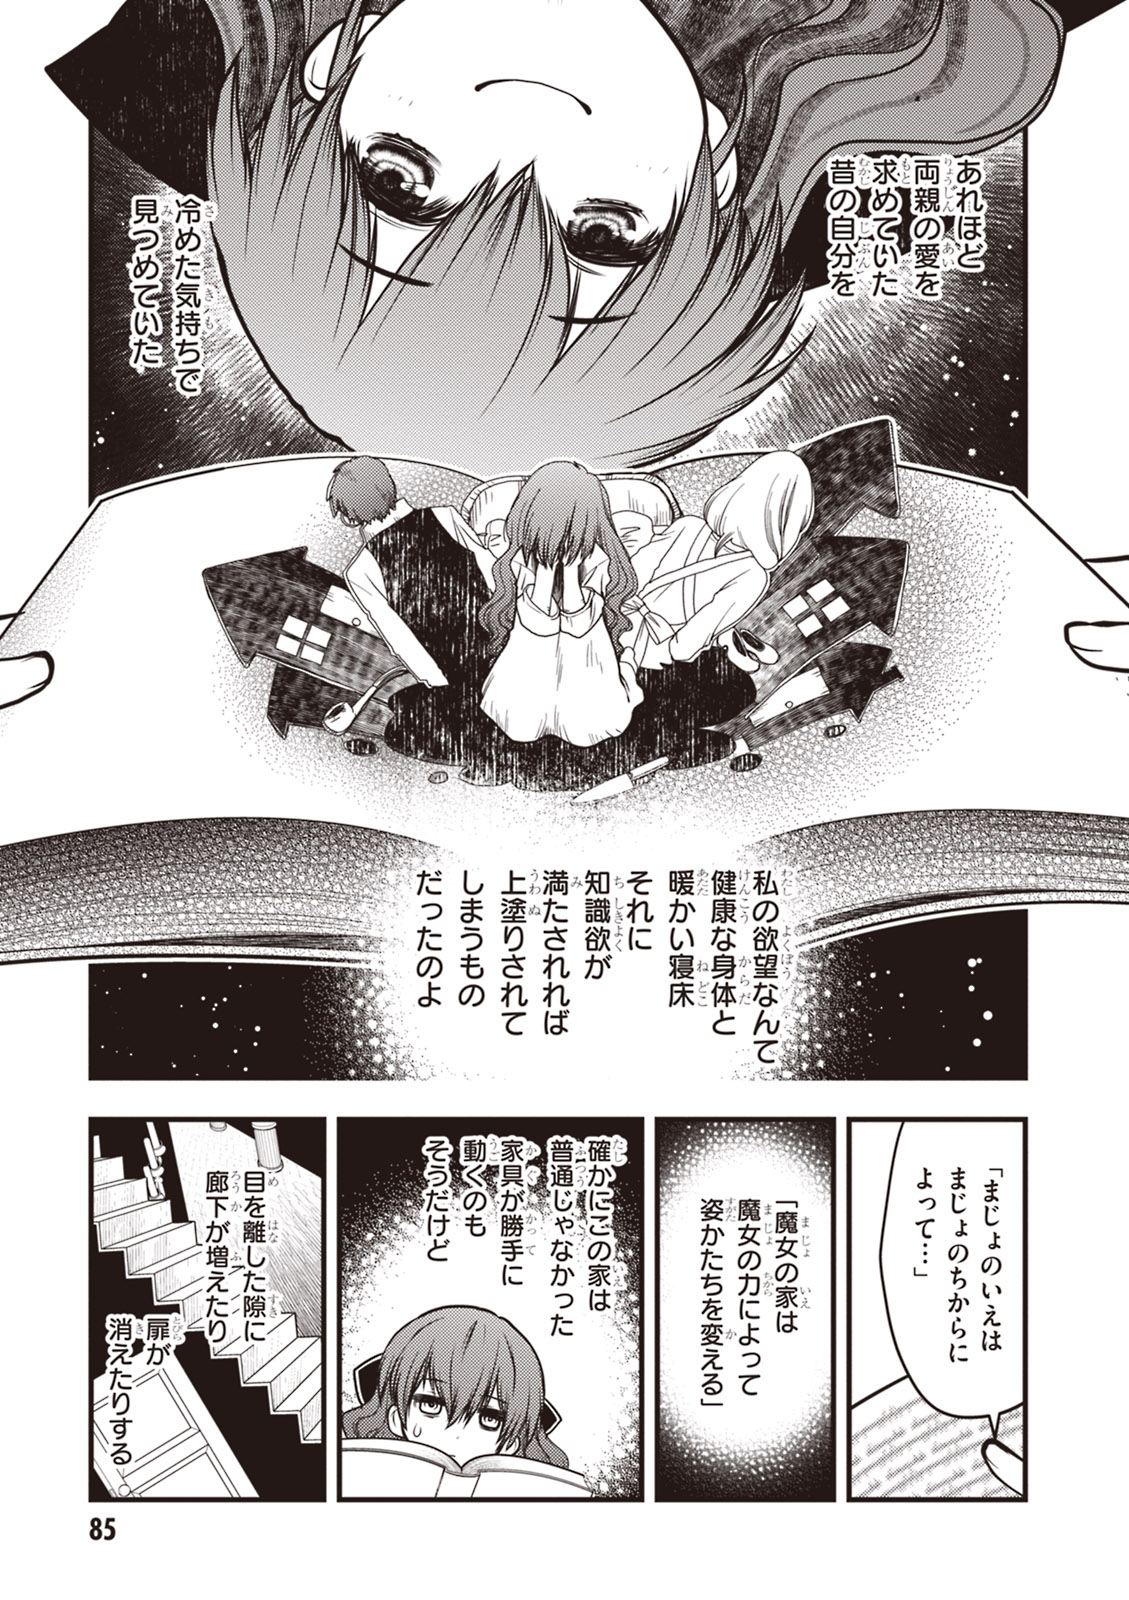 あれほど
両親の愛を
求めていた
昔の自分を
冷めた気持ちで
見つめていた
私の欲望なんて
健康な身体と
暖かい寝床
それに
知識欲が
満たされれば
上塗りされて
しまうもの
だったのよ
「まじょのいえは
まじょのちからに
よって…」
「魔女の家は
魔女の力によって
姿かたちを変える」
確かにこの家は
普通じゃなかった
家具が勝手に
動くのも
そうだけど
目を離した隙に
廊下が増えたり
扉が
消えたりする
85